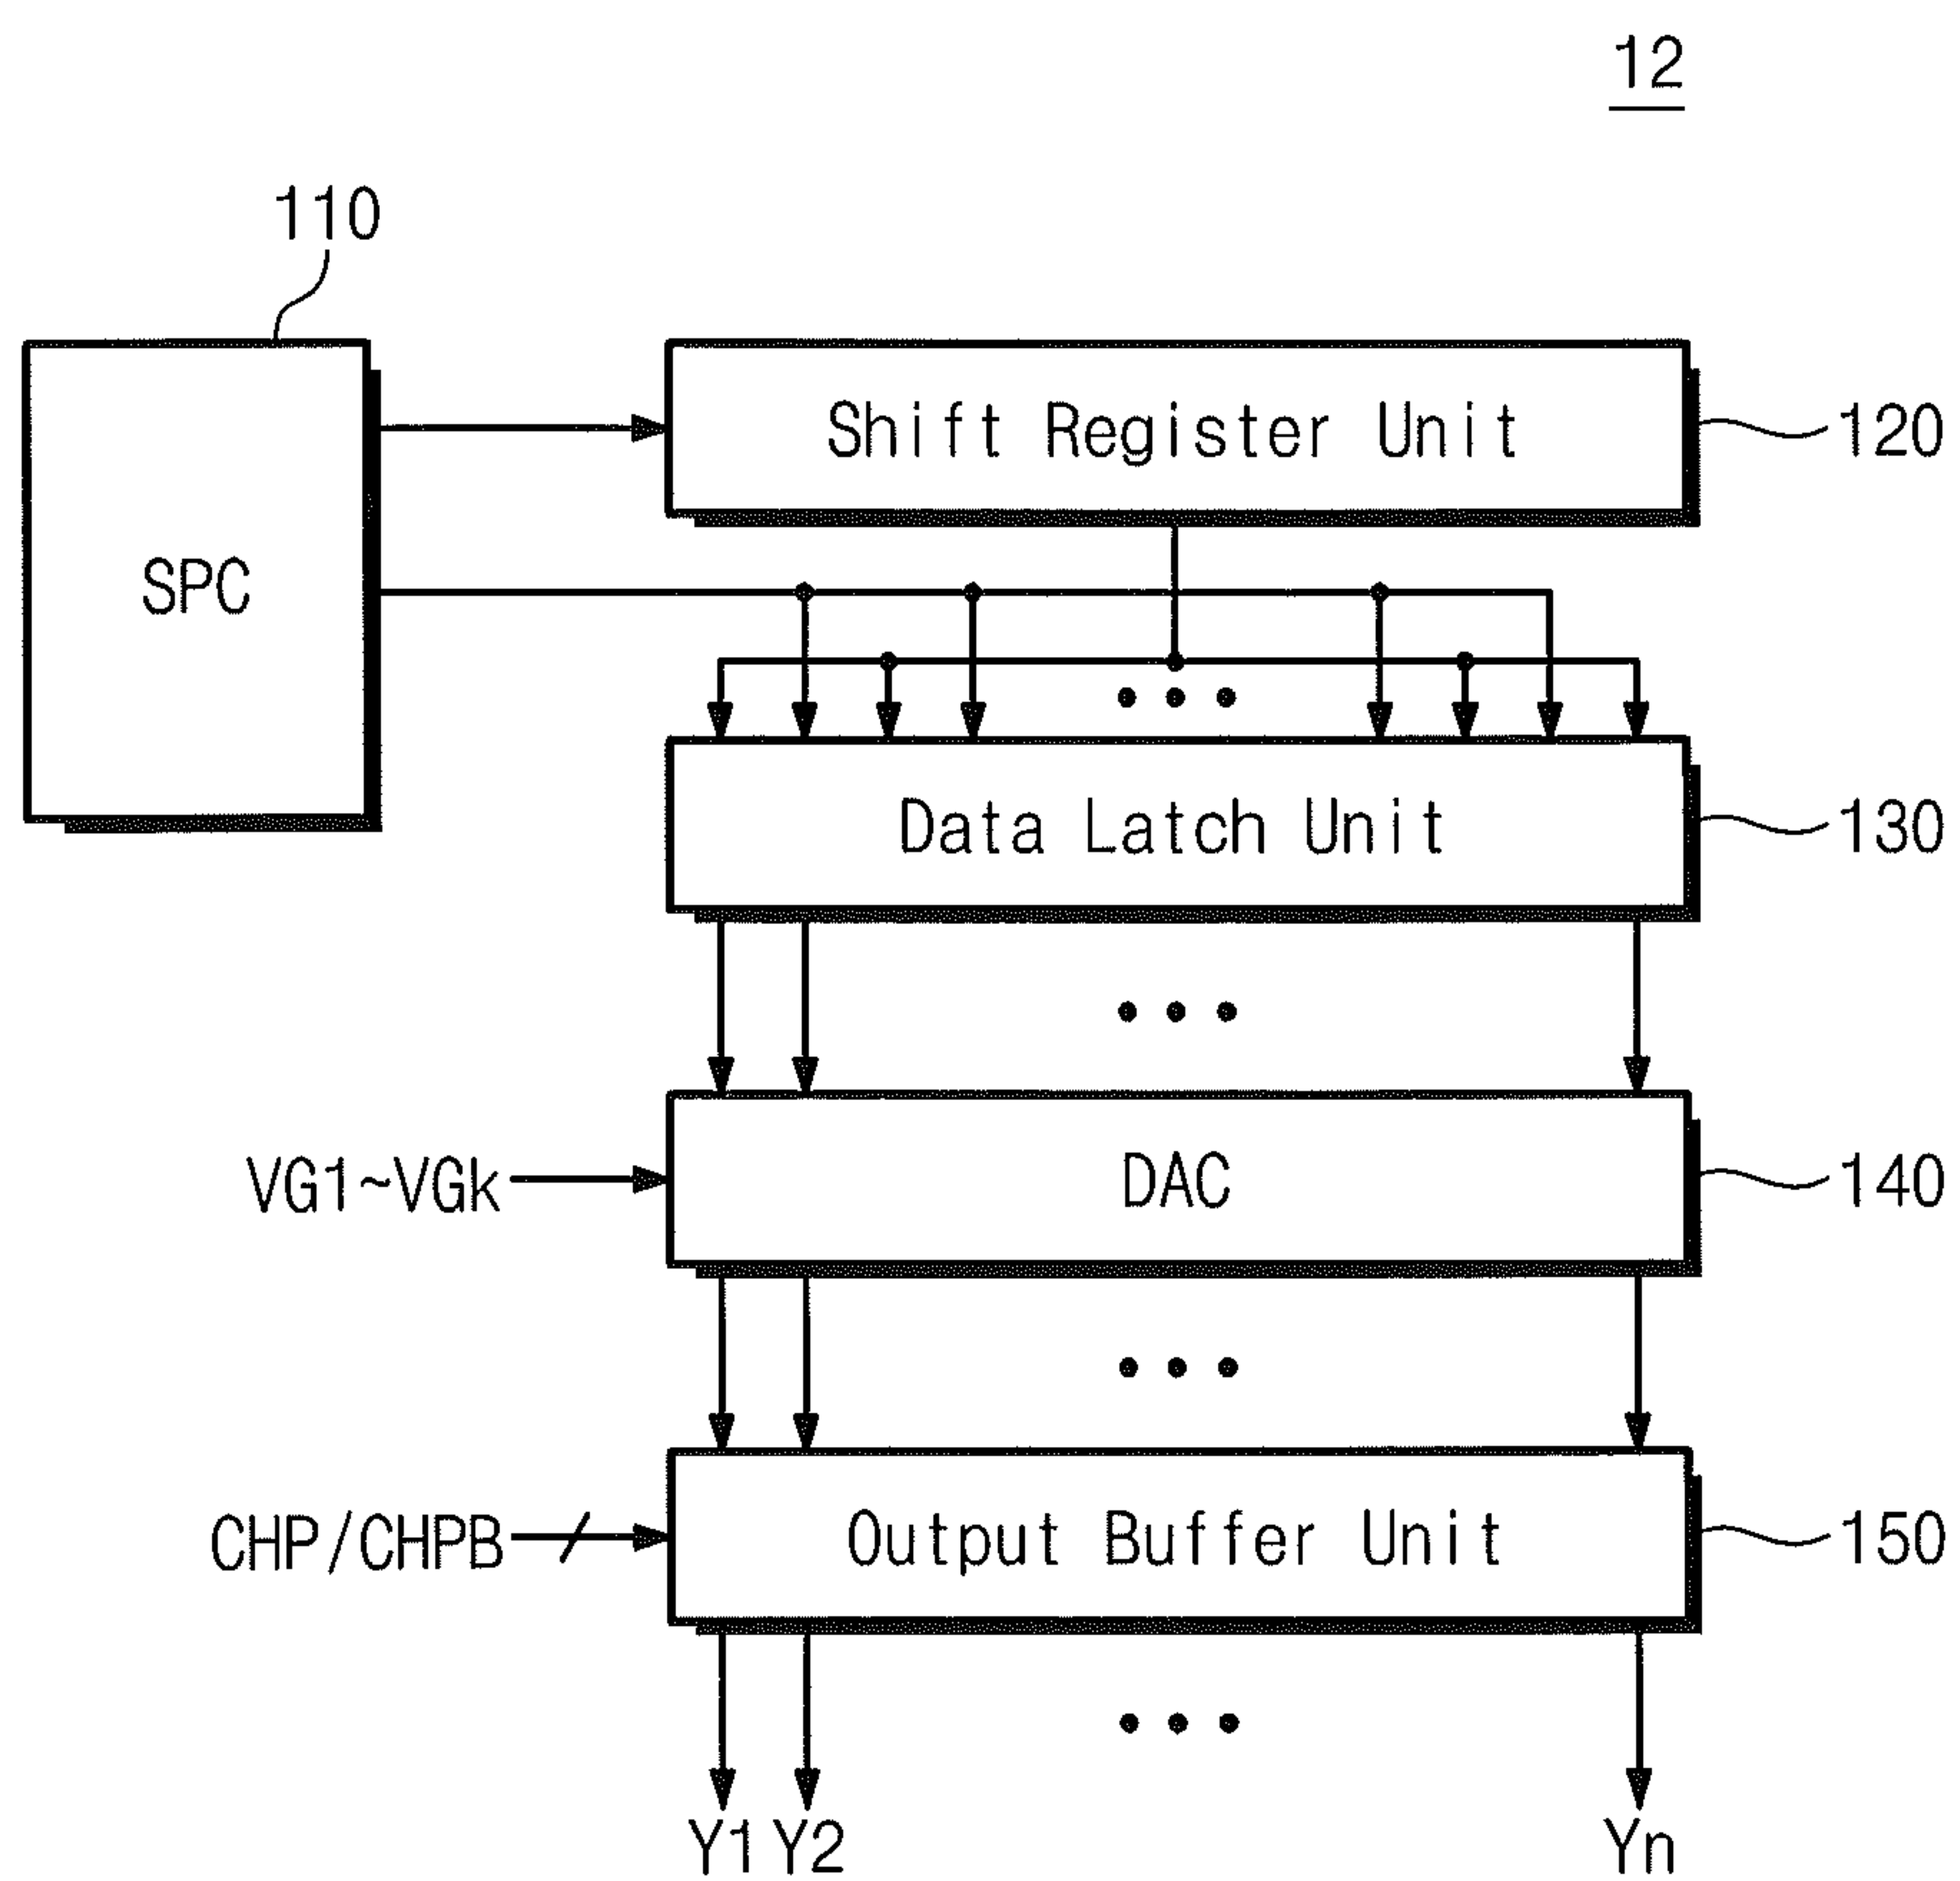 12
110
Shift Register Unit
120
SPC
Data Latch Unit
130
VG1~VGk
DAC
140
CHP/CHPB
Output Buffer Unit
150
Y1 Y2 Yn